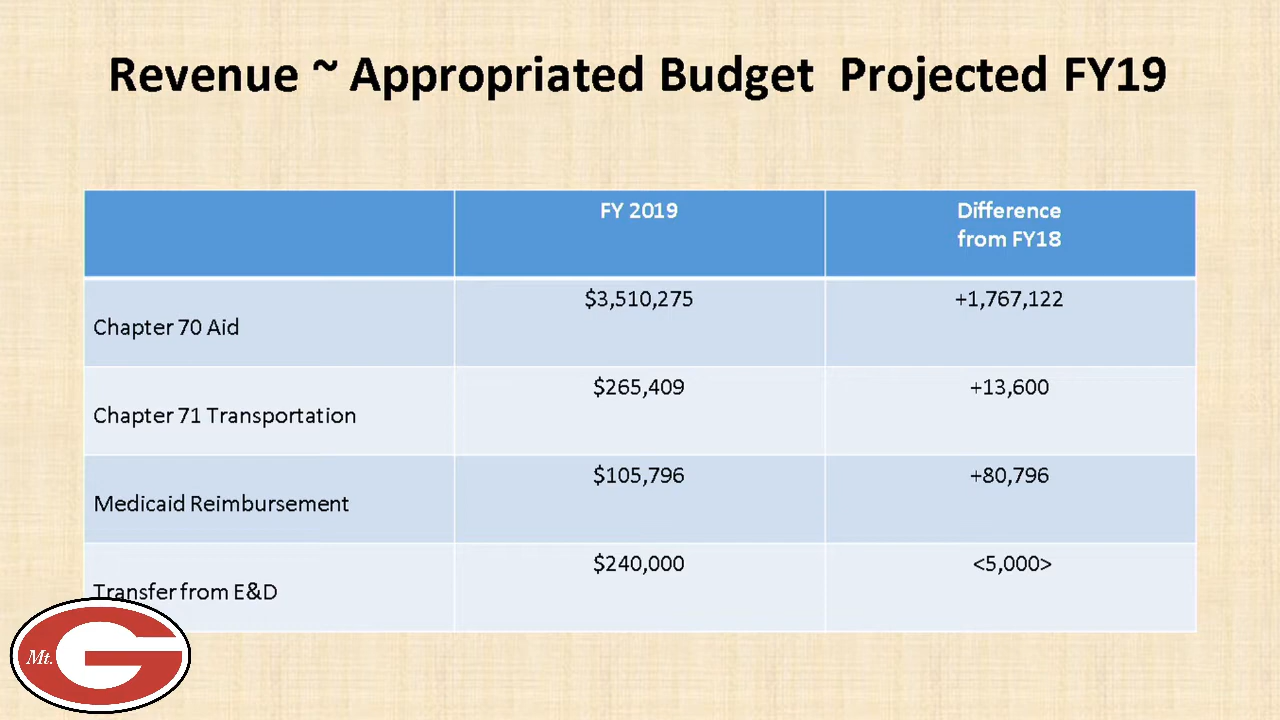 Revenue ~ Appropriated Budget Projected FY19
FY 2019
Difference
from FY18
Chapter 70 Aid
$3,510,275
+1,767,122
Chapter 71 Transportation
$265,409
+13,600
Medicaid Reimbursement
$105,796
+80,796
Transfer from E&D
$240,000
<5,000>
Mt. G